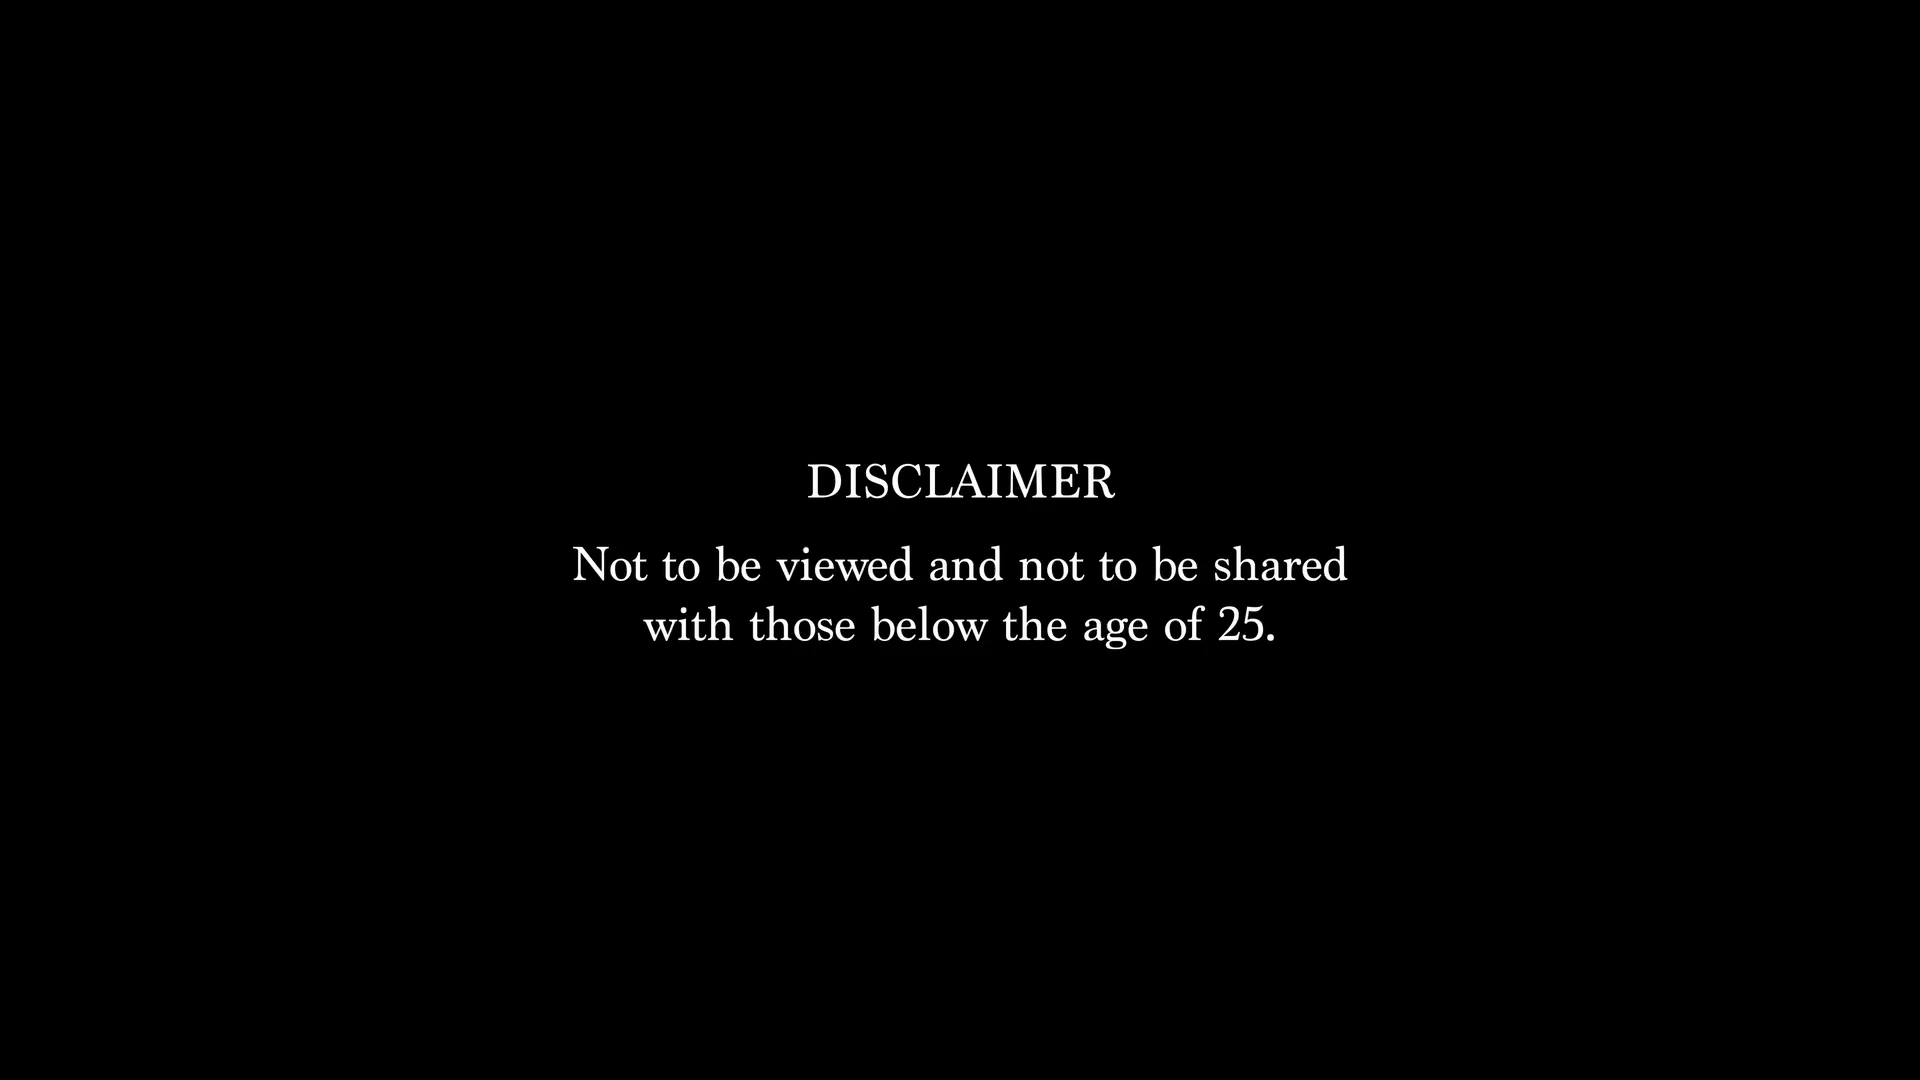 DISCLAIMER
Not to be viewed and not to be shared
with those below the age of 25.